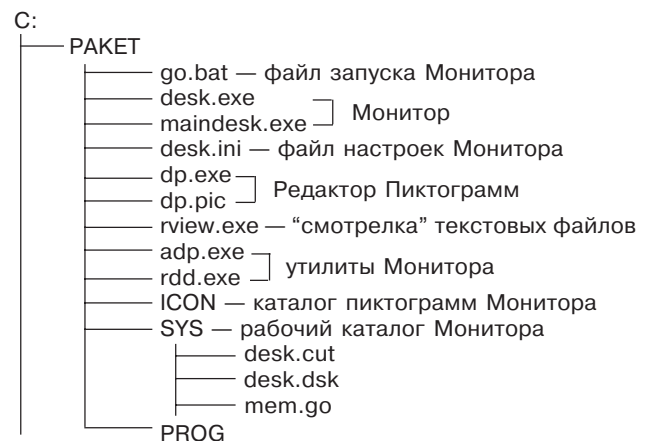 C:
PAKET
go.bat — файл запуска Монитора
desk.exe
maindesk.exe
Монитор
desk.ini — файл настроек Монитора
dp.exe
dp.pic
Редактор Пиктограмм
rview.exe — “смотрелка” текстовых файлов
adp.exe
rdd.exe
утилиты Монитора
ICON — каталог пиктограмм Монитора
SYS — рабочий каталог Монитора
desk.cut
desk.dsk
mem.go
PROG